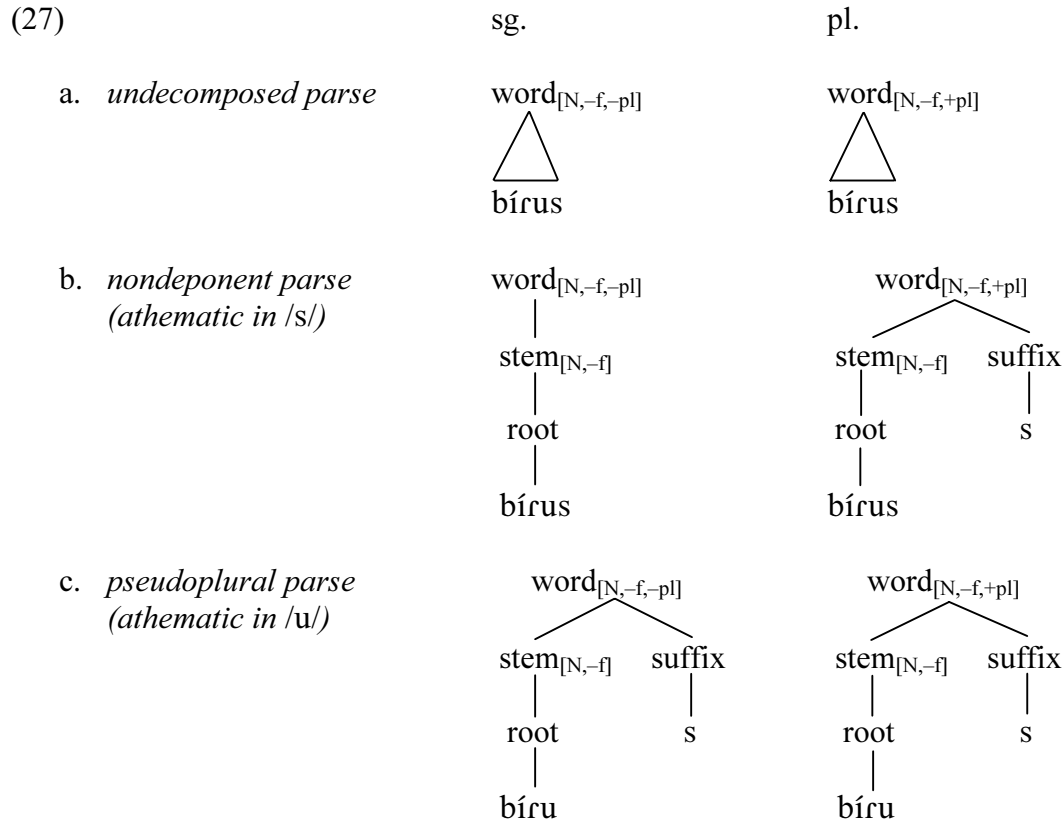 (27) sg. pl.
a. undecomposed parse word[N,–f,–pl] word[N,–f,+pl]
bíɾus bíɾus
b. nondeponent parse word[N,–f,–pl] word[N,–f,+pl]
(athematic in /s/)
stem[N,–f] stem[N,–f] suffix
root root s
bíɾus bíɾus
c. pseudoplural parse word[N,–f,–pl] word[N,–f,+pl]
(athematic in /u/)
stem[N,–f] suffix stem[N,–f] suffix
root s root s
bíɾu bíɾu